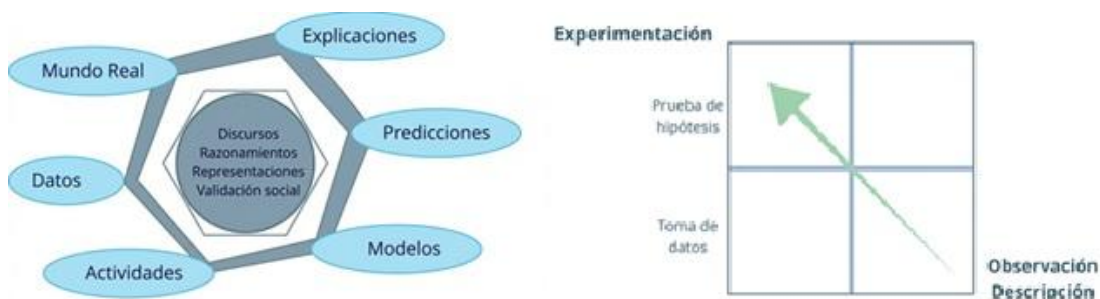 Explicaciones
Mundo Real
Discursos
Razonamientos
Representaciones
Validación social
Predicciones
Datos
Modelos
Actividades
Experimentación
Prueba de
hipótesis
Toma de
datos
Observación
Descripción